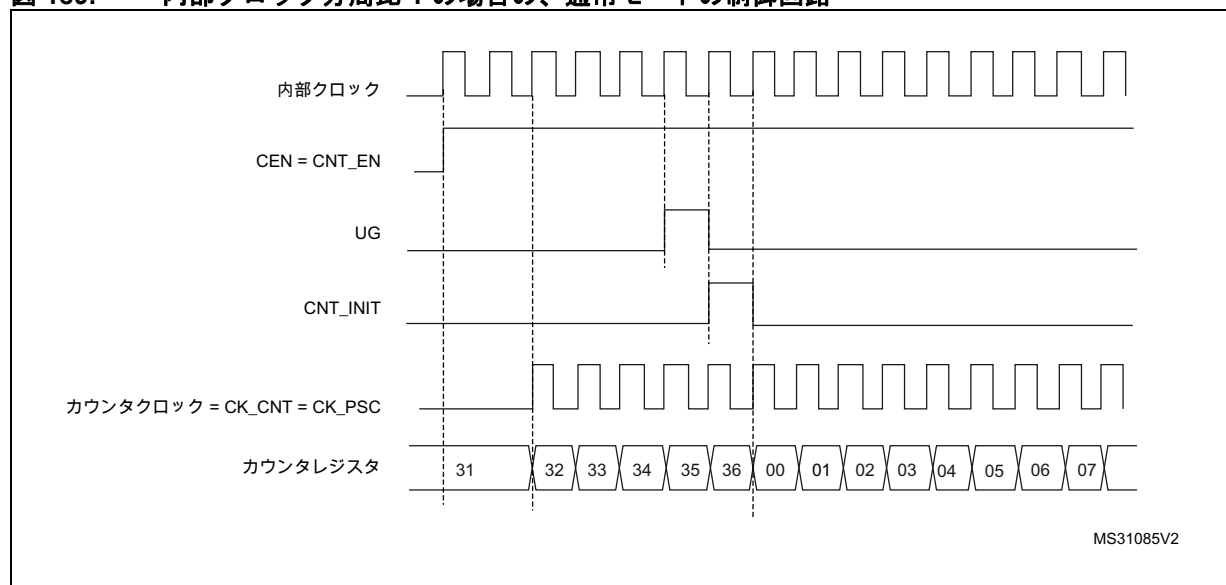 内部クロック
CEN = CNT_EN
UG
CNT_INIT
カウンタクロック = CK_CNT = CK_PSC
カウンタレジスタ
31 32 33 34 35 36 00 01 02 03 04 05 06 07
MS31085V2